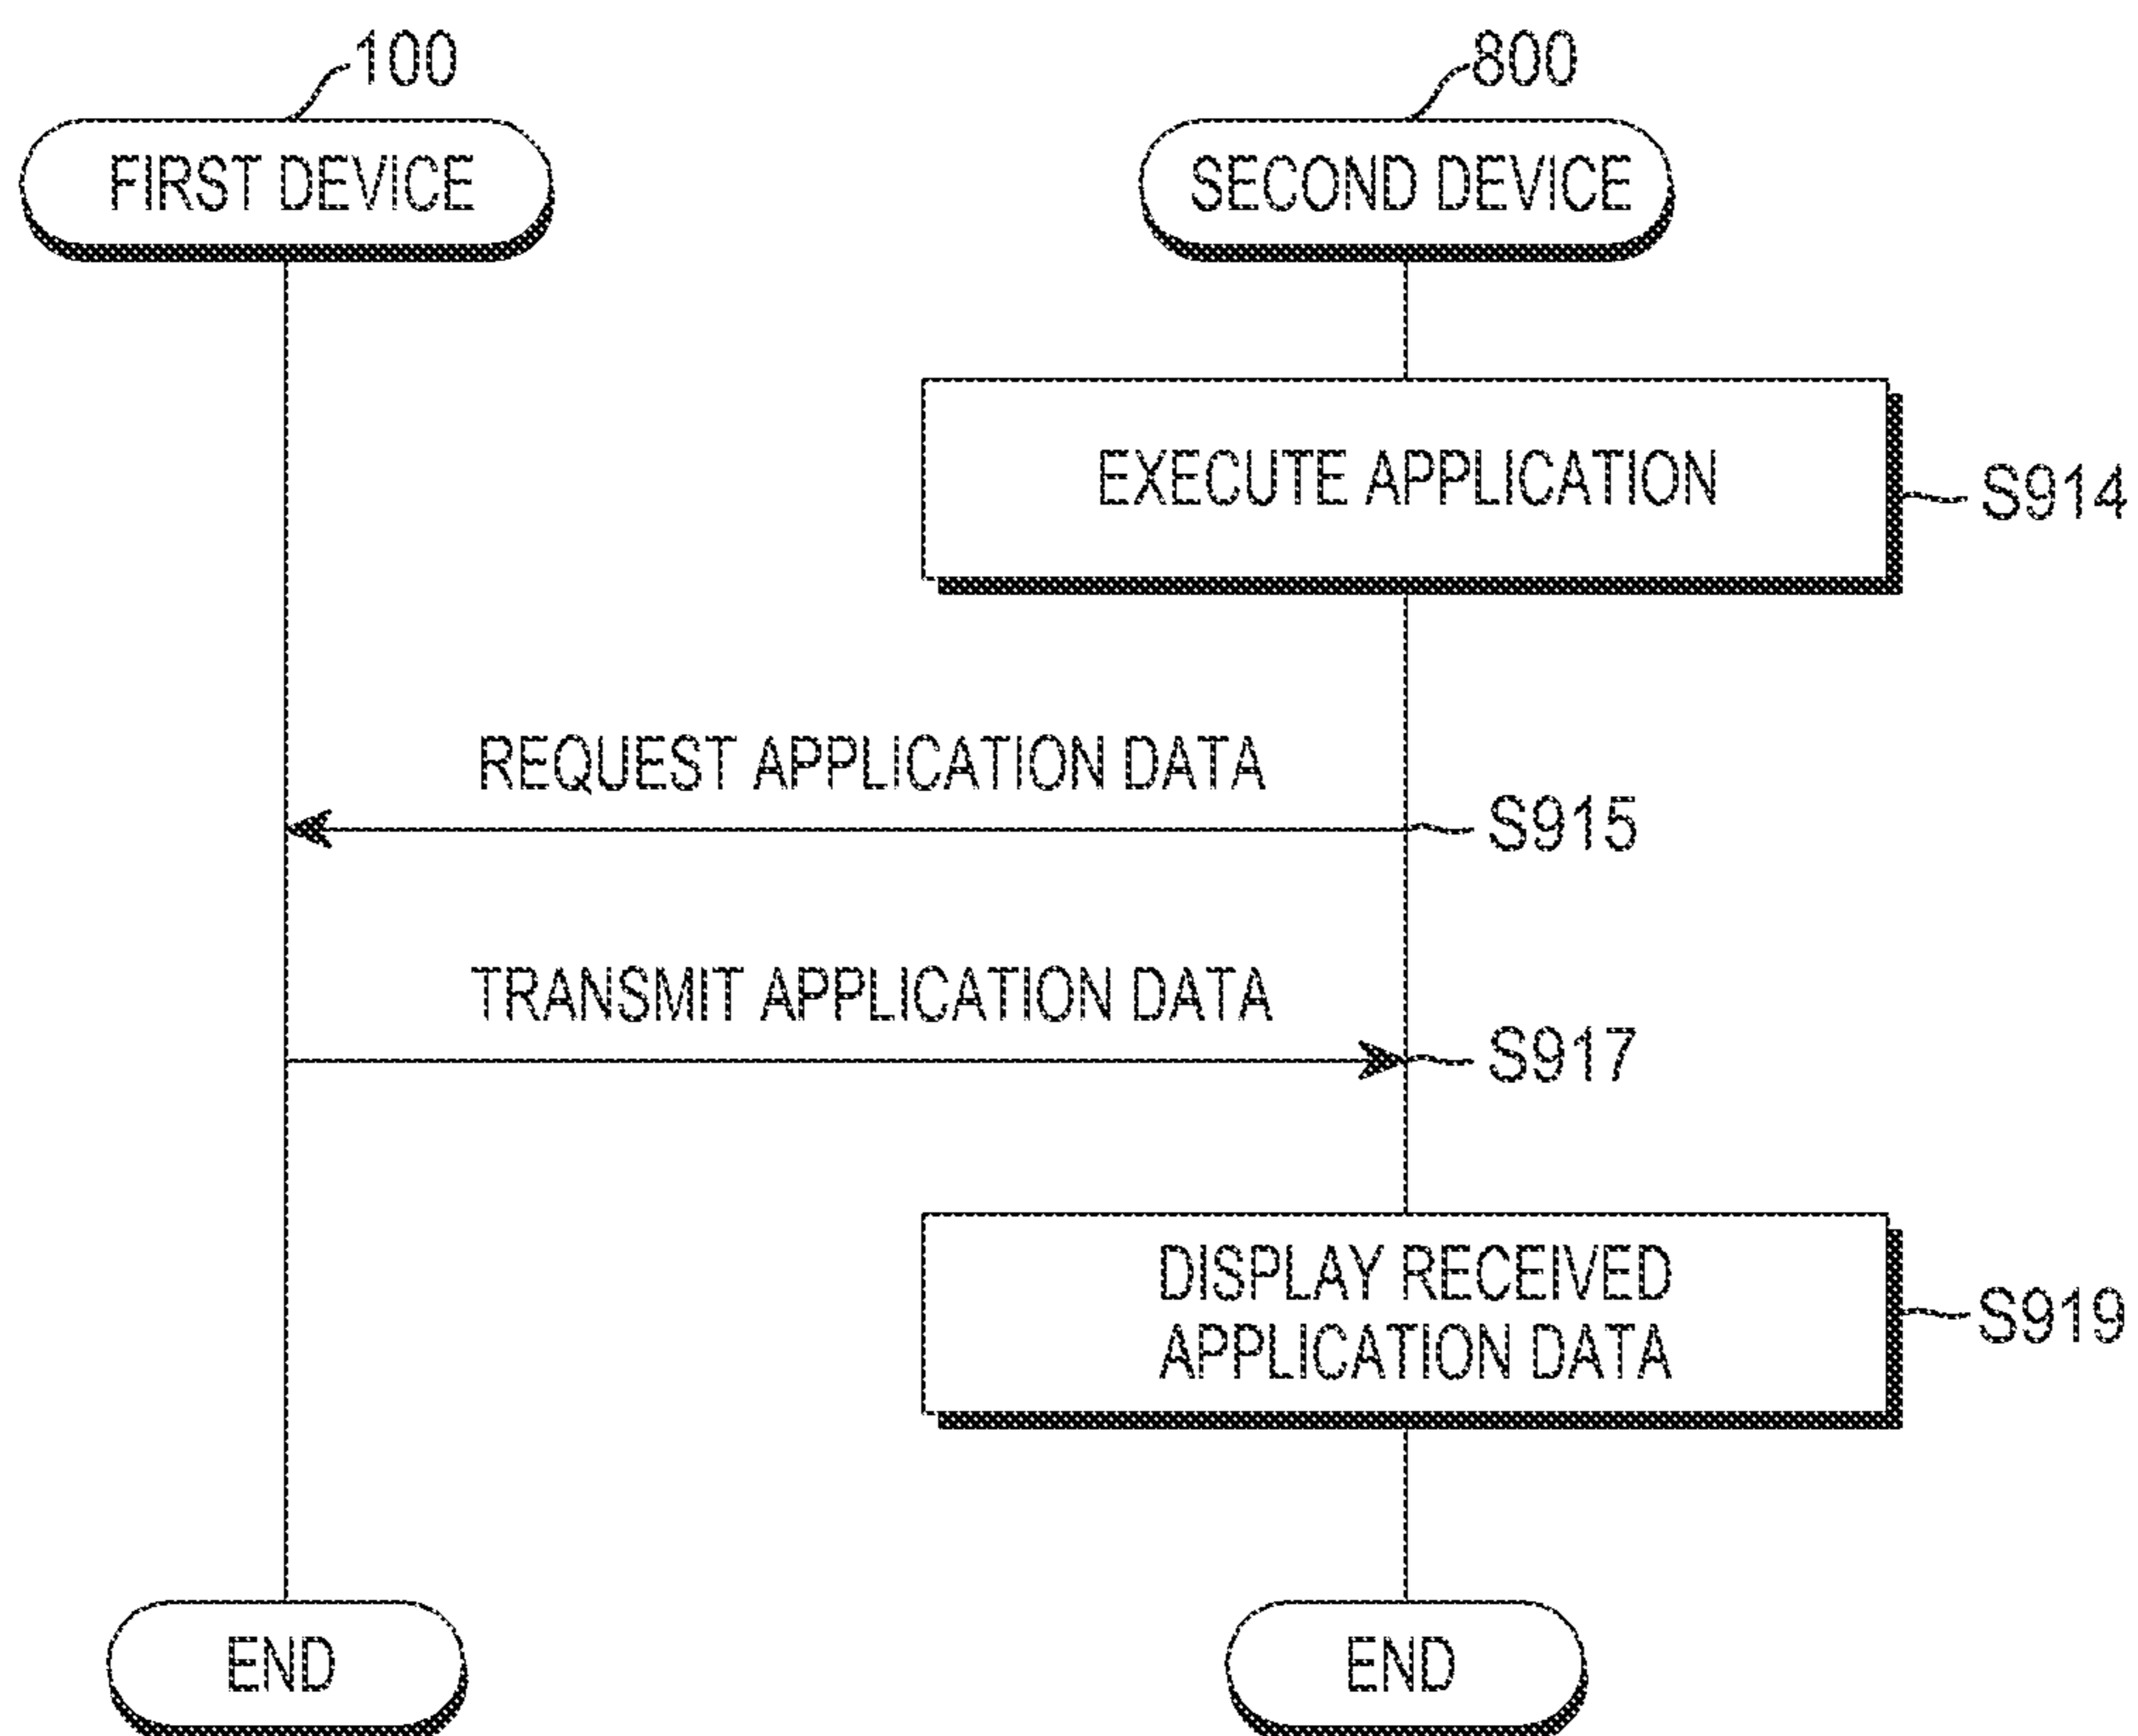 100
800
FIRST DEVICE
SECOND DEVICE
EXECUTE APPLICATION
S914
REQUEST APPLICATION DATA
S915
TRANSMIT APPLICATION DATA
S917
DISPLAY RECEIVED
APPLICATION DATA
S919
END
END